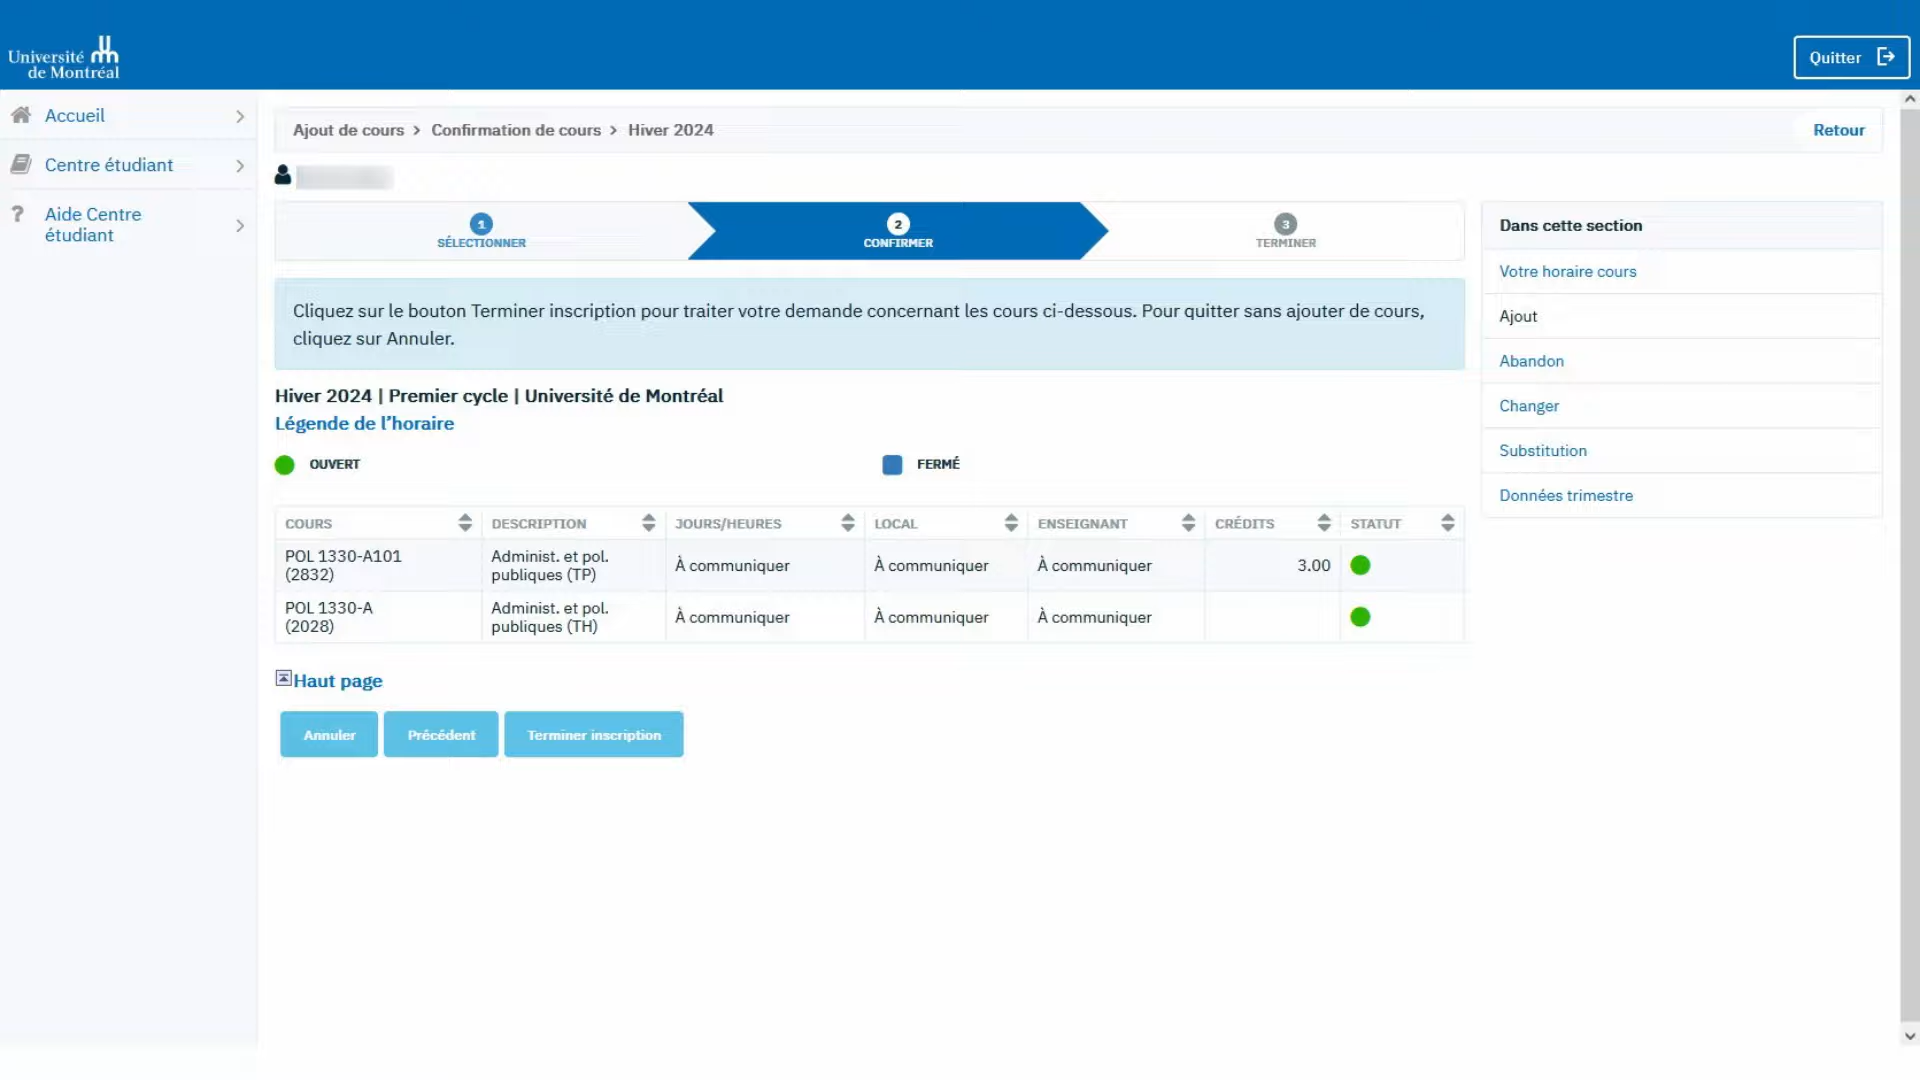 Université
de Montréal
Quitter
Accueil
Centre étudiant
Aide Centre
étudiant
Ajout de cours > Confirmation de cours > Hiver 2024
Retour
1
SÉLECTIONNER
2
CONFIRMER
3
TERMINER
Cliquez sur le bouton Terminer inscription pour traiter votre demande concernant les cours ci-dessous. Pour quitter sans ajouter de cours,
cliquez sur Annuler.
Hiver 2024 | Premier cycle | Université de Montréal
Légende de l’horaire
OUVERT
FERMÉ
COURS DESCRIPTION JOURS/HEURES LOCAL ENSEIGNANT CRÉDITS STATUT
POL 1330-A101
(2832)
Administ. et pol.
publiques (TP)
À communiquer
À communiquer
À communiquer
3.00
POL 1330-A
(2028)
Administ. et pol.
publiques (TH)
À communiquer
À communiquer
À communiquer
Haut page
Annuler
Précédent
Terminer inscription
Dans cette section
Votre horaire cours
Ajout
Abandon
Changer
Substitution
Données trimestre